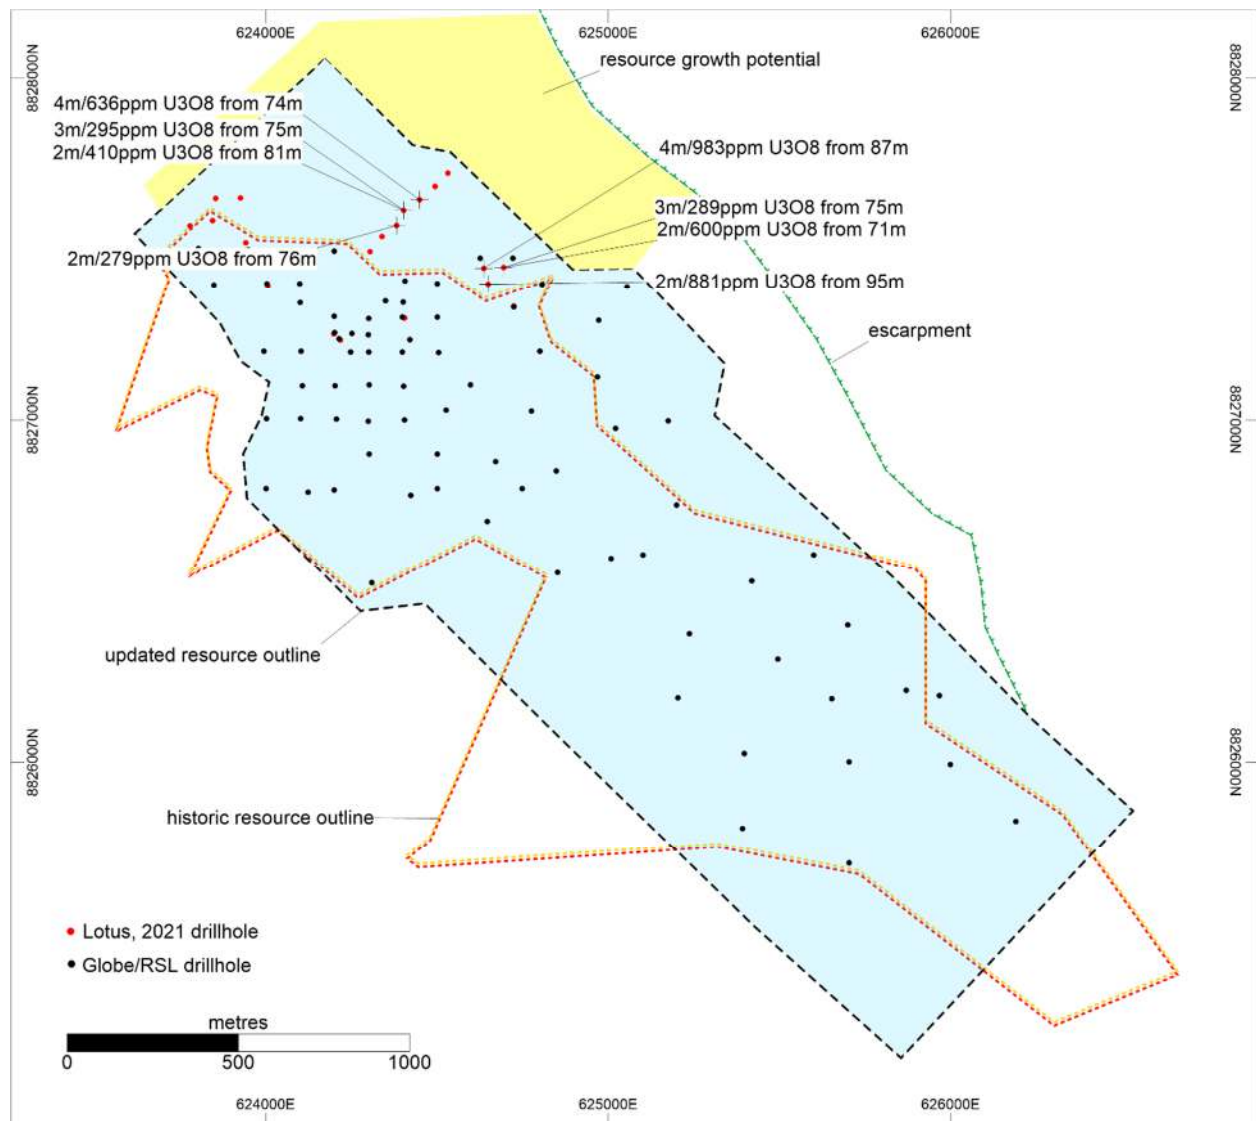 624000E
625000E
626000E
8828000N
8828000N
resource growth potential
4m/636ppm U3O8 from 74m
3m/295ppm U3O8 from 75m
2m/410ppm U3O8 from 81m
4m/983ppm U3O8 from 87m
3m/289ppm U3O8 from 75m
2m/600ppm U3O8 from 71m
2m/279ppm U3O8 from 76m
2m/881ppm U3O8 from 95m
escarpment
8827000N
8827000N
updated resource outline
8826000N
8826000N
historic resource outline
Lotus, 2021 drillhole
Globe/RSL drillhole
metres
0
500
1000
624000E
625000E
626000E